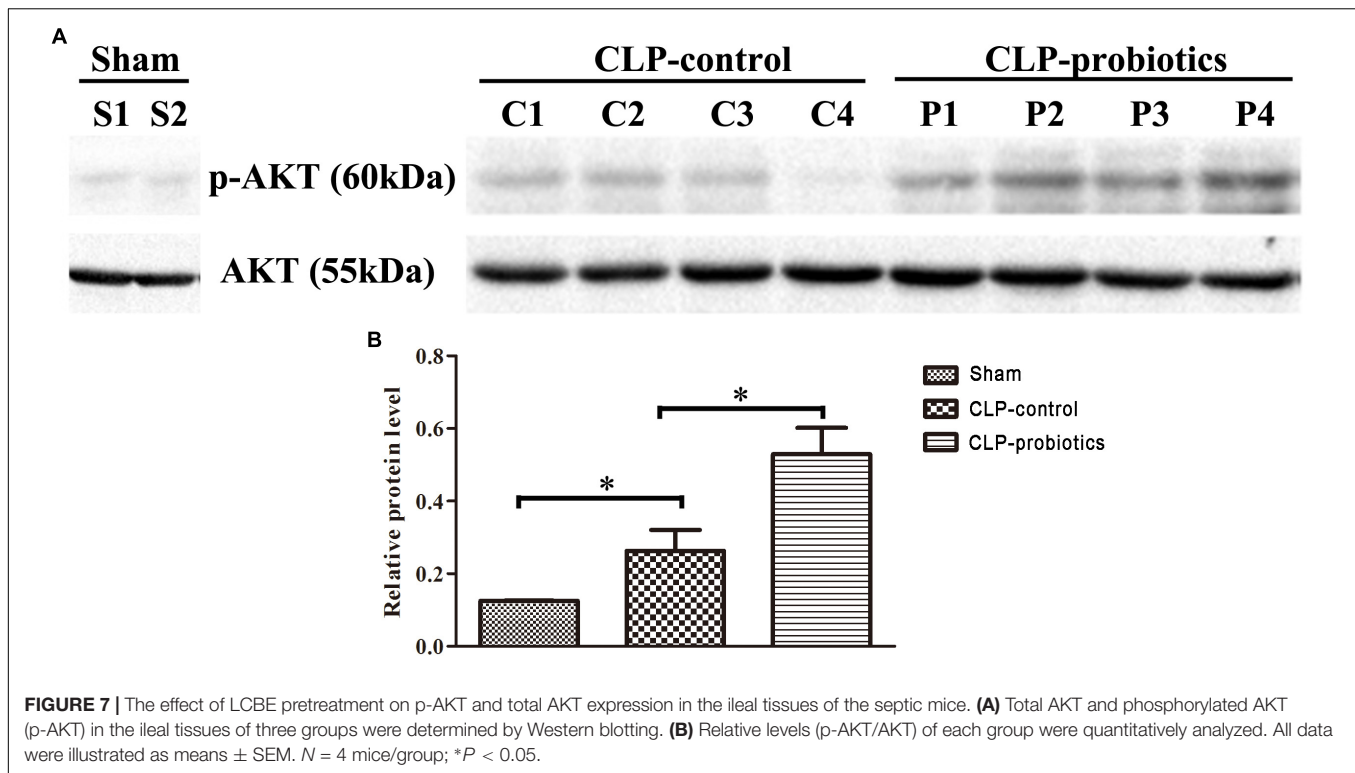 A
Sham CLP-control CLP-probiotics
S1 S2 C1 C2 C3 C4 P1 P2 P3 P4
p-AKT (60kDa)
AKT (55kDa)
B
Relative protein level
0.8
0.6
0.4
0.2
0.0
*
*
Sham
CLP-control
CLP-probiotics
FIGURE 7 | The effect of LCBE pretreatment on p-AKT and total AKT expression in the ileal tissues of the septic mice. (A) Total AKT and phosphorylated AKT
(p-AKT) in the ileal tissues of three groups were determined by Western blotting. (B) Relative levels (p-AKT/AKT) of each group were quantitatively analyzed. All data
were illustrated as means ± SEM. N = 4 mice/group; *P < 0.05.